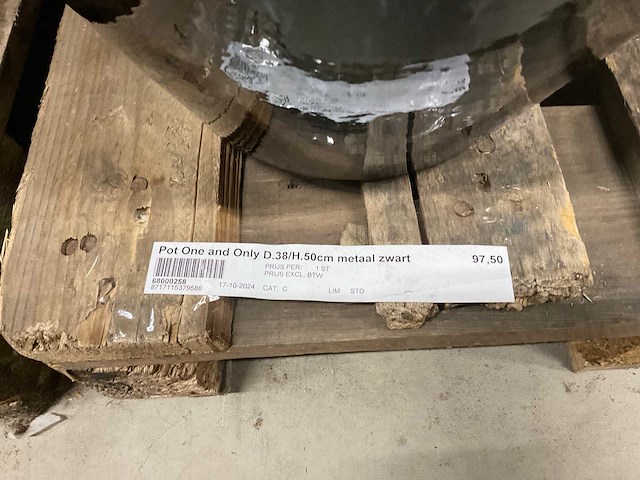 Pot One and Only D.38/H.50cm metaal zwart 97,50
PRIJS PER: 1 ST
PRIJS EXCL. BTW
68000258
8717115379586 17-10-2024 CAT: C LIM STD